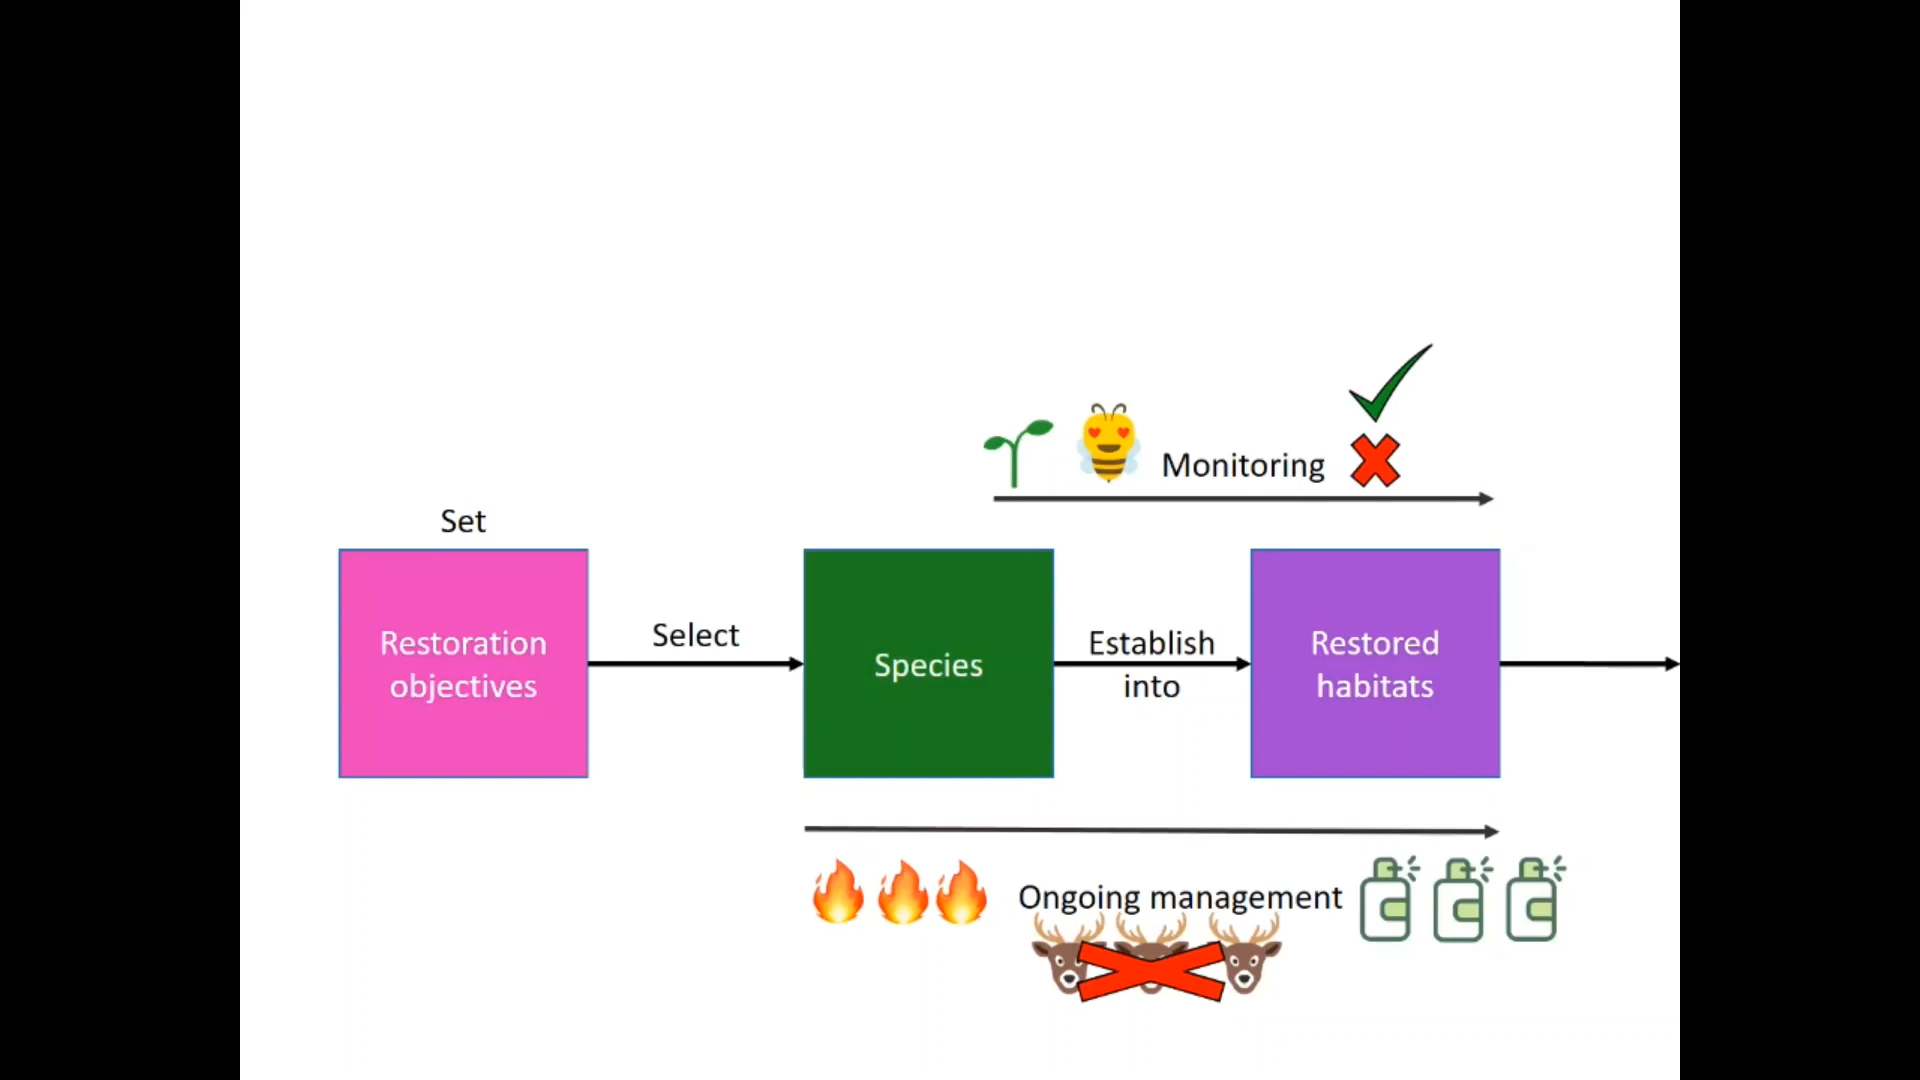 Monitoring
Set
Restoration
objectives
Select
Species
Establish
into
Restored
habitats
Ongoing management